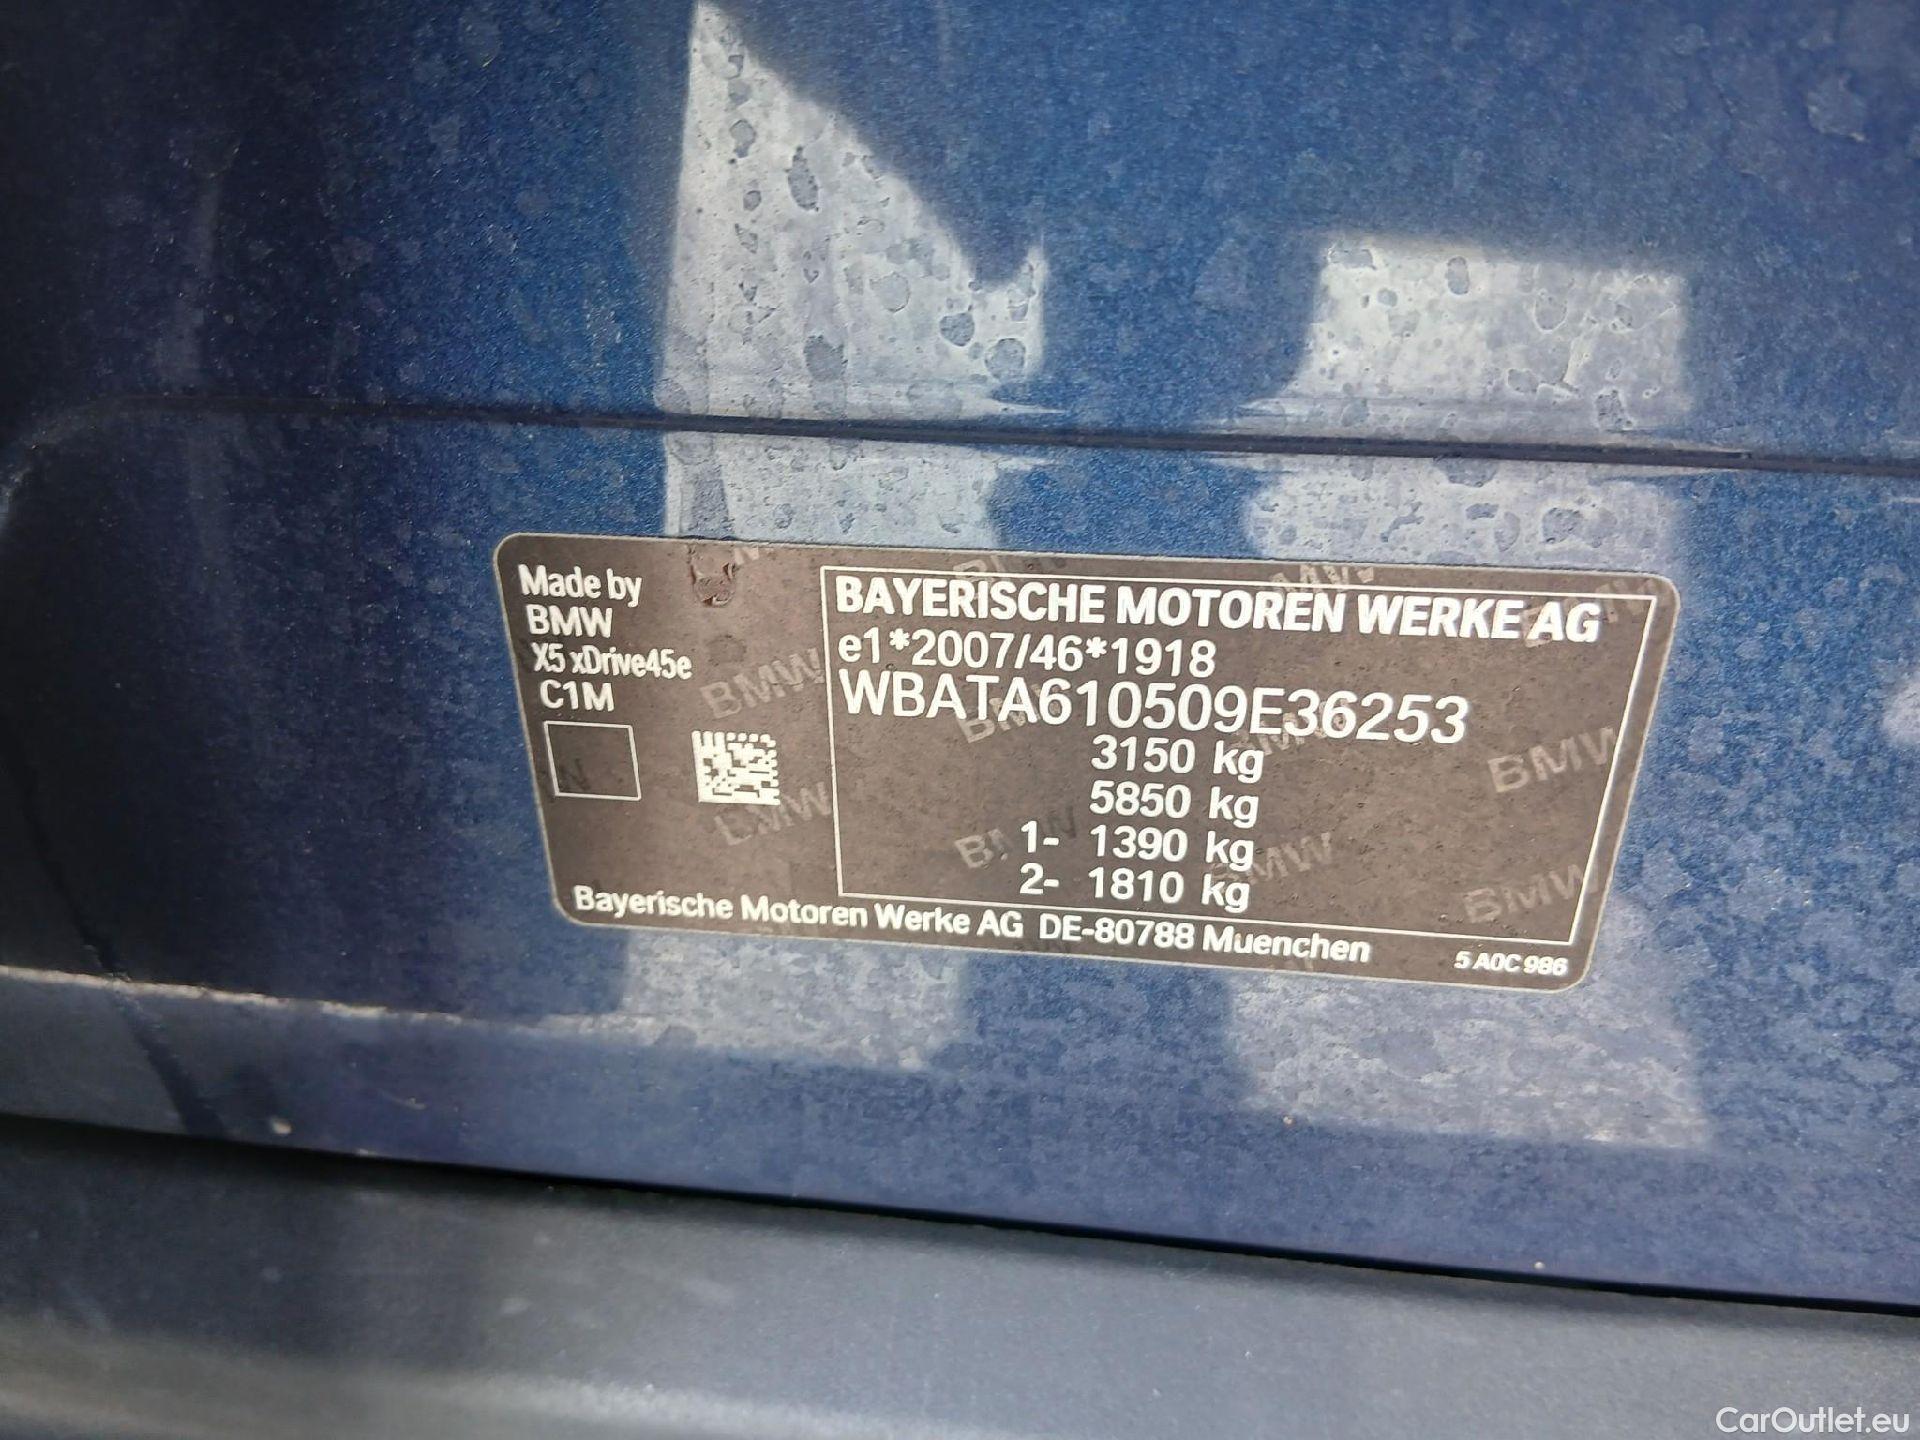 Made by
BMW
X5 xDrive45e
C1M
BAYERISCHE MOTOREN WERKE AG
e1*2007/46*1918
WBATA610509E36253
3150 kg
5850 kg
1- 1390 kg
2- 1810 kg
Bayerische Motoren Werke AG DE-80788 Muenchen
5 A0C 986
CarOutlet.eu